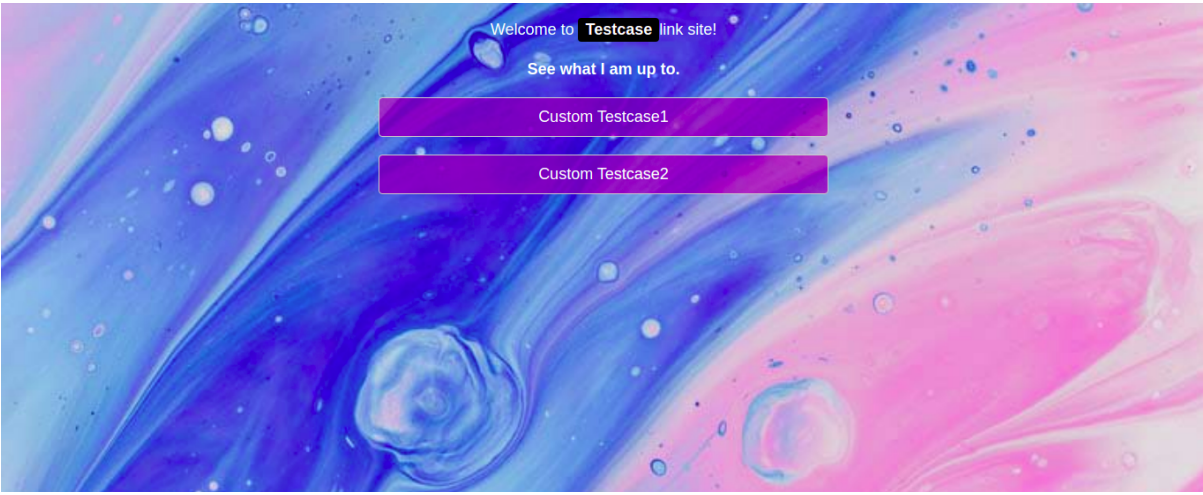 Welcome to Testcase link site!
See what I am up to.
Custom Testcase1
Custom Testcase2